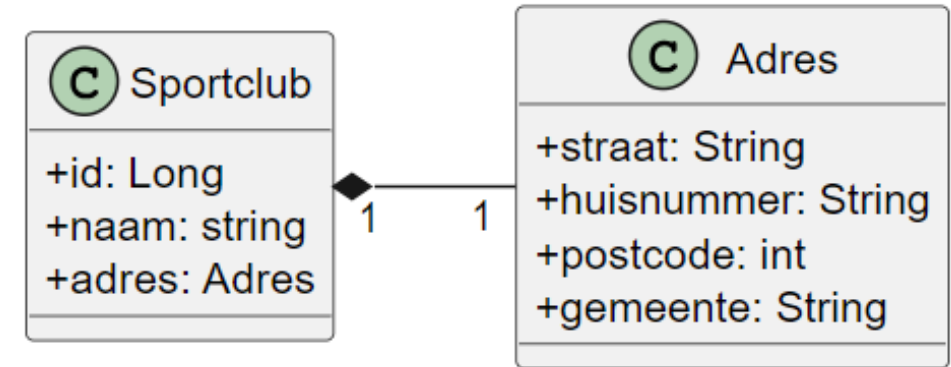 C Sportclub
+id: Long
+naam: string
+adres: Adres
1 1
C Adres
+straat: String
+huisnummer: String
+postcode: int
+gemeente: String